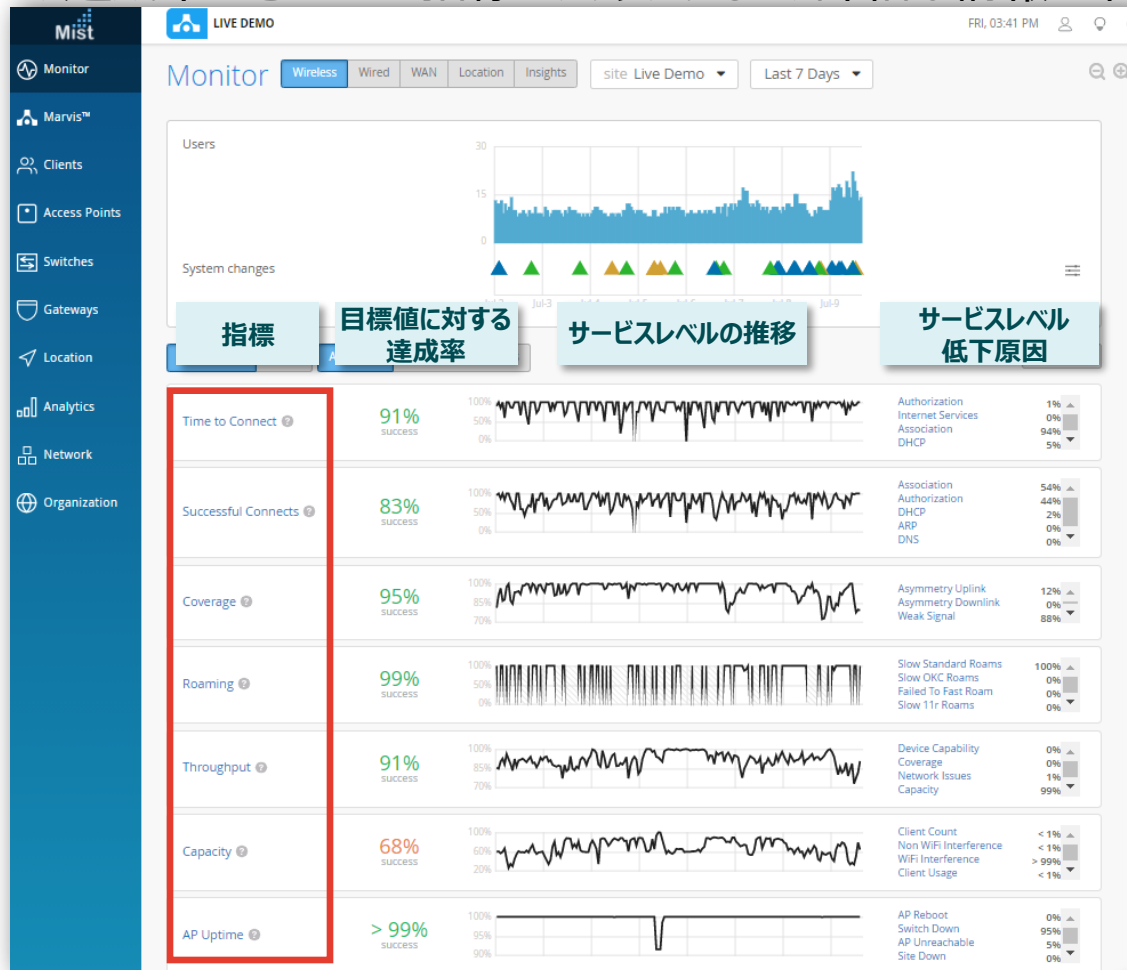 Mist
LIVE DEMO
FRI, 03:41 PM
Monitor
Marvis™
Clients
Access Points
Switches
Gateways
Location
Analytics
Network
Organization
Monitor
Wireless
Wired
WAN
Location
Insights
site Live Demo
Last 7 Days
Users
30
15
0
System changes
Jul-3
Jul-9
指標
目標値に対する
達成率
サービスレベルの推移
サービスレベル
低下原因
Time to Connect
91%
success
100%
50%
0%
Authorization 1%
Internet Services 0%
Association 94%
DHCP 5%
Successful Connects
83%
success
100%
50%
0%
Association 54%
Authorization 44%
DHCP 2%
ARP 0%
DNS 0%
Coverage
95%
success
100%
85%
70%
Asymmetry Uplink 12%
Asymmetry Downlink 0%
Weak Signal 88%
Roaming
99%
success
100%
50%
0%
Slow Standard Roams 100%
Slow OKC Roams 0%
Failed To Fast Roam 0%
Slow 11r Roams 0%
Throughput
91%
success
100%
85%
70%
Device Capability 0%
Coverage 0%
Network Issues 1%
Capacity 99%
Capacity
68%
success
100%
60%
20%
Client Count < 1%
Non WiFi Interference < 1%
WiFi Interference > 99%
Client Usage < 1%
AP Uptime
> 99%
success
100%
95%
90%
AP Reboot 0%
Switch Down 95%
AP Unreachable 5%
Site Down 0%